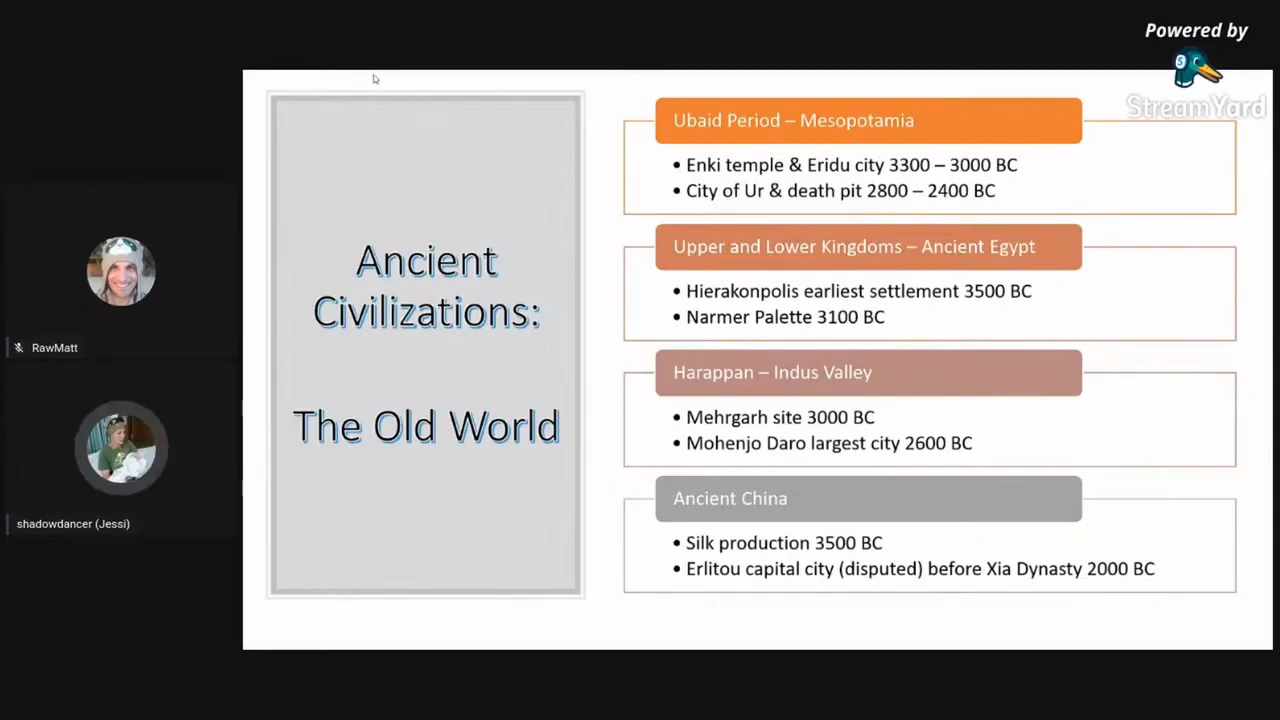 Powered by
StreamYard
Ancient
Civilizations:
The Old World
Ubaid Period – Mesopotamia
• Enki temple & Eridu city 3300 – 3000 BC
• City of Ur & death pit 2800 – 2400 BC
Upper and Lower Kingdoms – Ancient Egypt
• Hierakonpolis earliest settlement 3500 BC
• Narmer Palette 3100 BC
Harappan – Indus Valley
• Mehrgarh site 3000 BC
• Mohenjo Daro largest city 2600 BC
Ancient China
• Silk production 3500 BC
• Erlitou capital city (disputed) before Xia Dynasty 2000 BC
RawMatt
shadowdancer (Jessi)